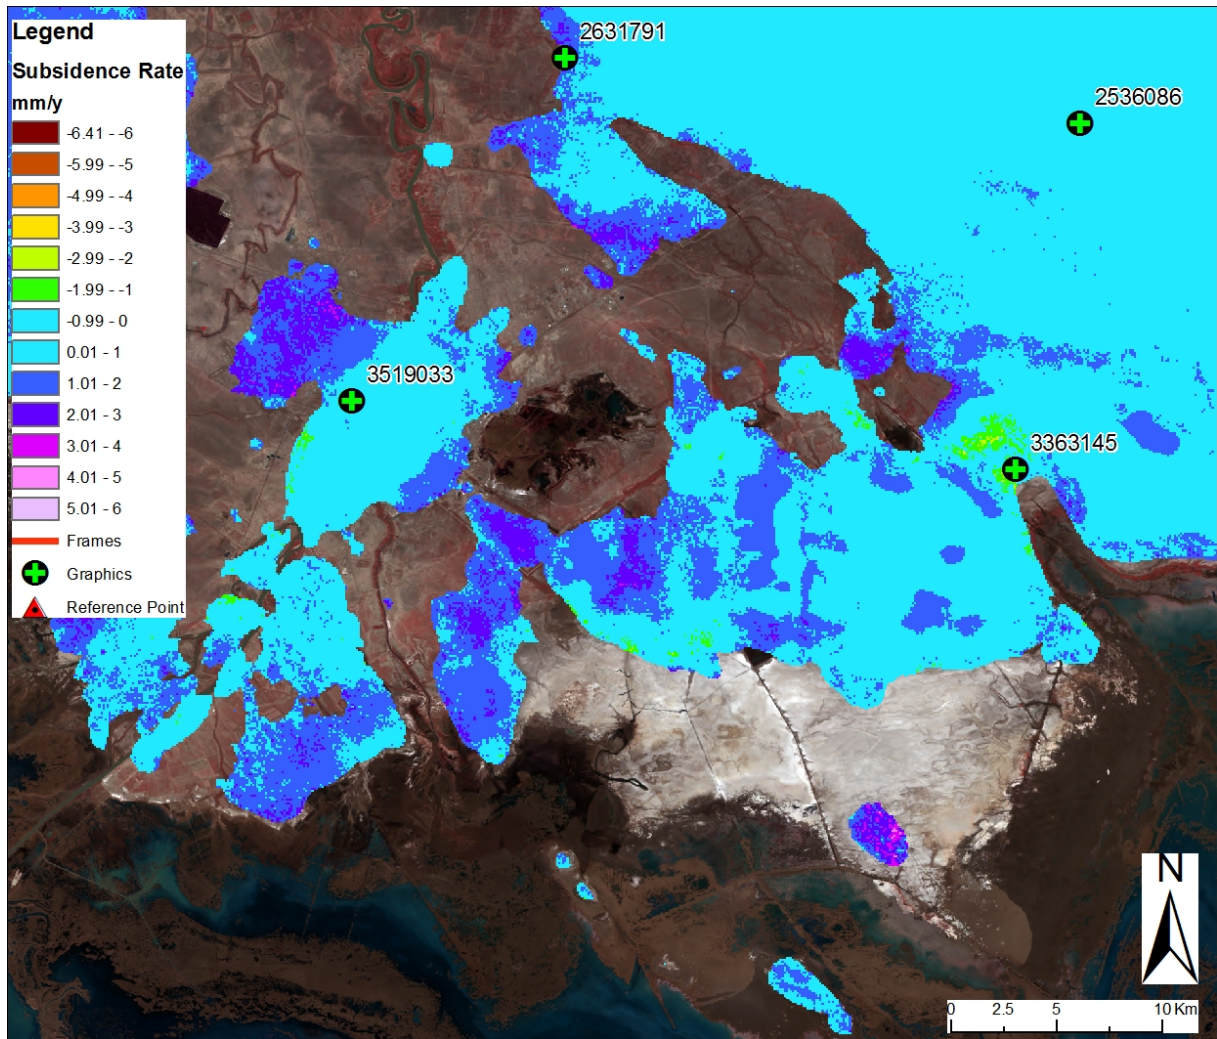 Legend
Subsidence Rate
mm/y
-6.41 - -6
-5.99 - -5
-4.99 - -4
-3.99 - -3
-2.99 - -2
-1.99 - -1
-0.99 - 0
0.01 - 1
1.01 - 2
2.01 - 3
3.01 - 4
4.01 - 5
5.01 - 6
Frames
Graphics
Reference Point
2631791
2536086
3519033
3363145
N
0 2.5 5 10 Km